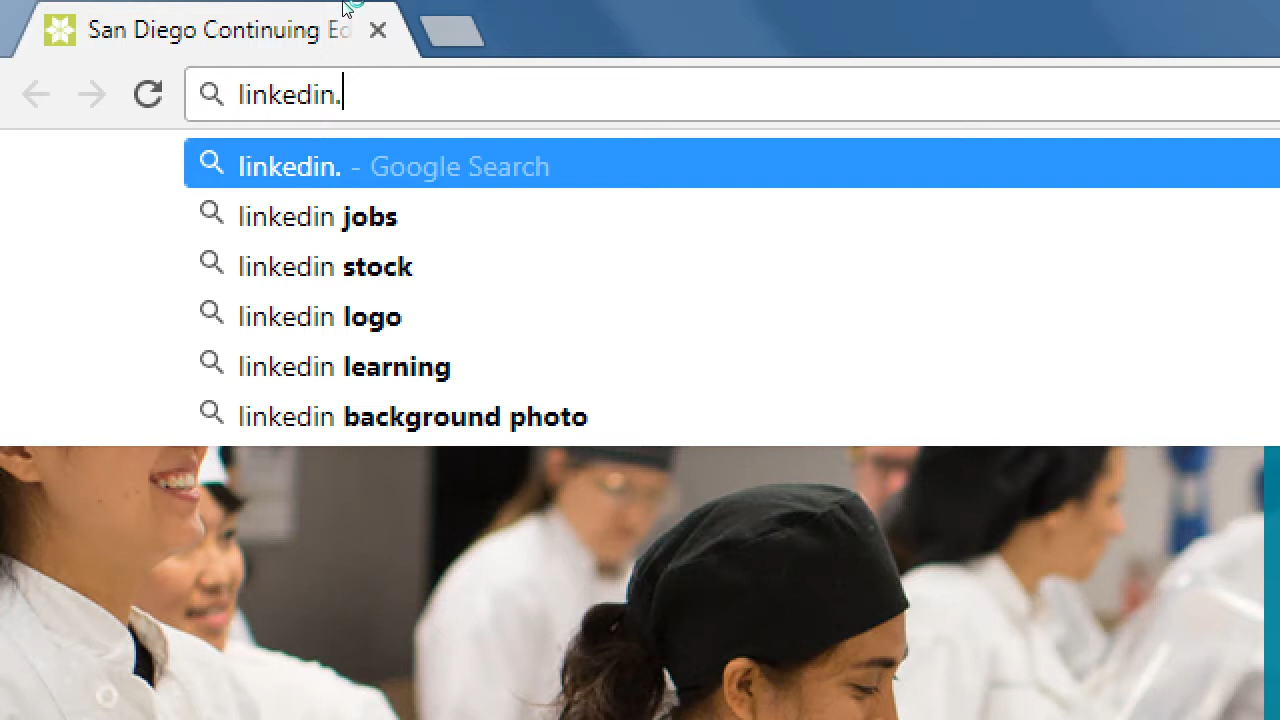 San Diego Continuing Ed
linkedin.
linkedin. - Google Search
linkedin jobs
linkedin stock
linkedin logo
linkedin learning
linkedin background photo